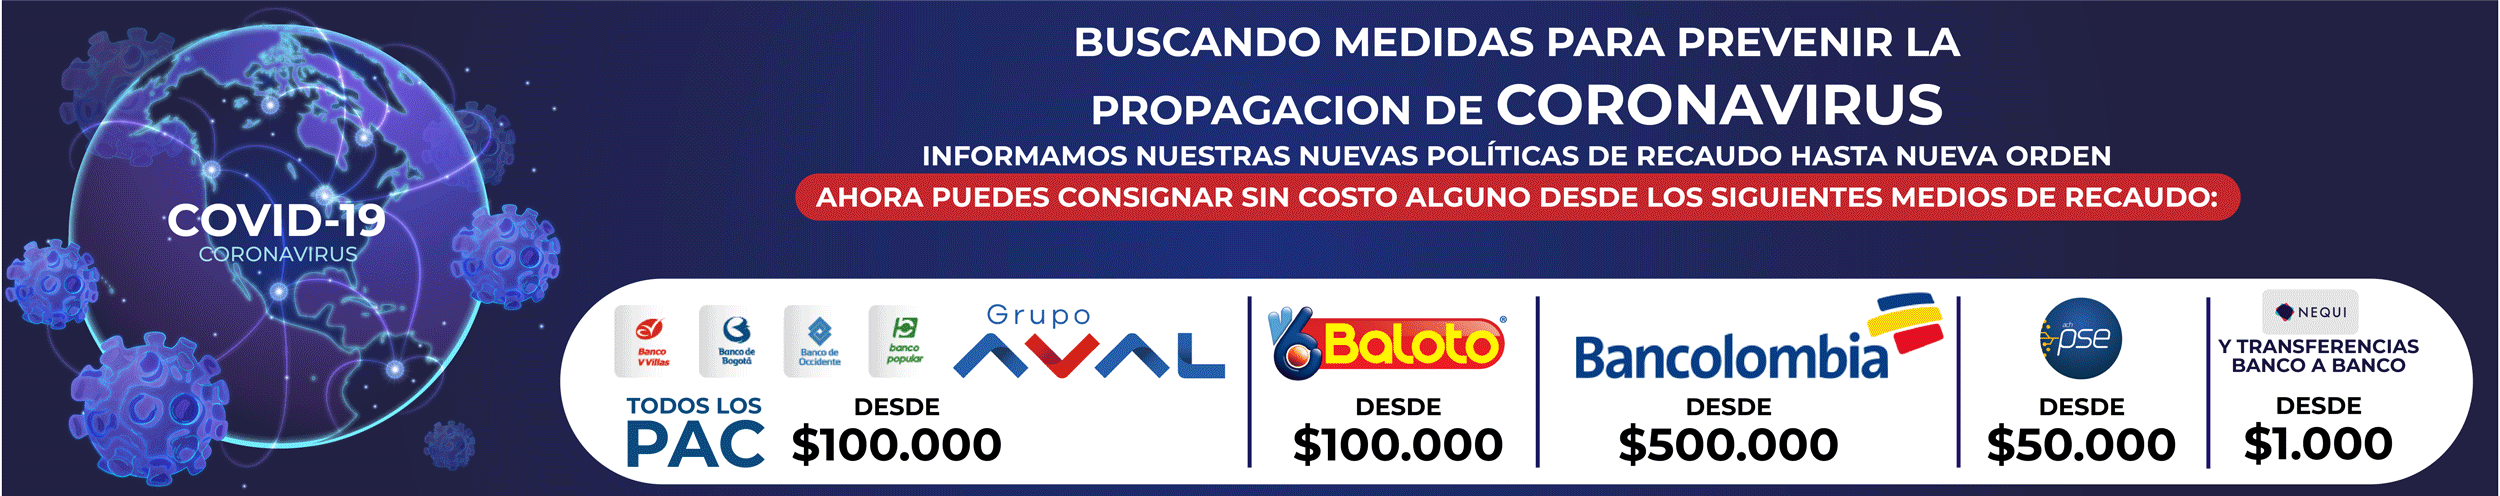 BUSCANDO MEDIDAS PARA PREVENIR LA
PROPAGACION DE CORONAVIRUS
INFORMAMOS NUESTRAS NUEVAS POLÍTICAS DE RECAUDO HASTA NUEVA ORDEN
AHORA PUEDES CONSIGNAR SIN COSTO ALGUNO DESDE LOS SIGUIENTES MEDIOS DE RECAUDO:
COVID-19
CORONAVIRUS
Banco
VVillas
Banco de
Bogotá
Banco de
Occidente
banco
popular
Grupo
AVAL
TODOS LOS
PAC
DESDE
$100.000
Baloto®
DESDE
$100.000
Bancolombia
DESDE
$500.000
ach
pse
DESDE
$50.000
NEQUI
Y TRANSFERENCIAS
BANCO A BANCO
DESDE
$1.000